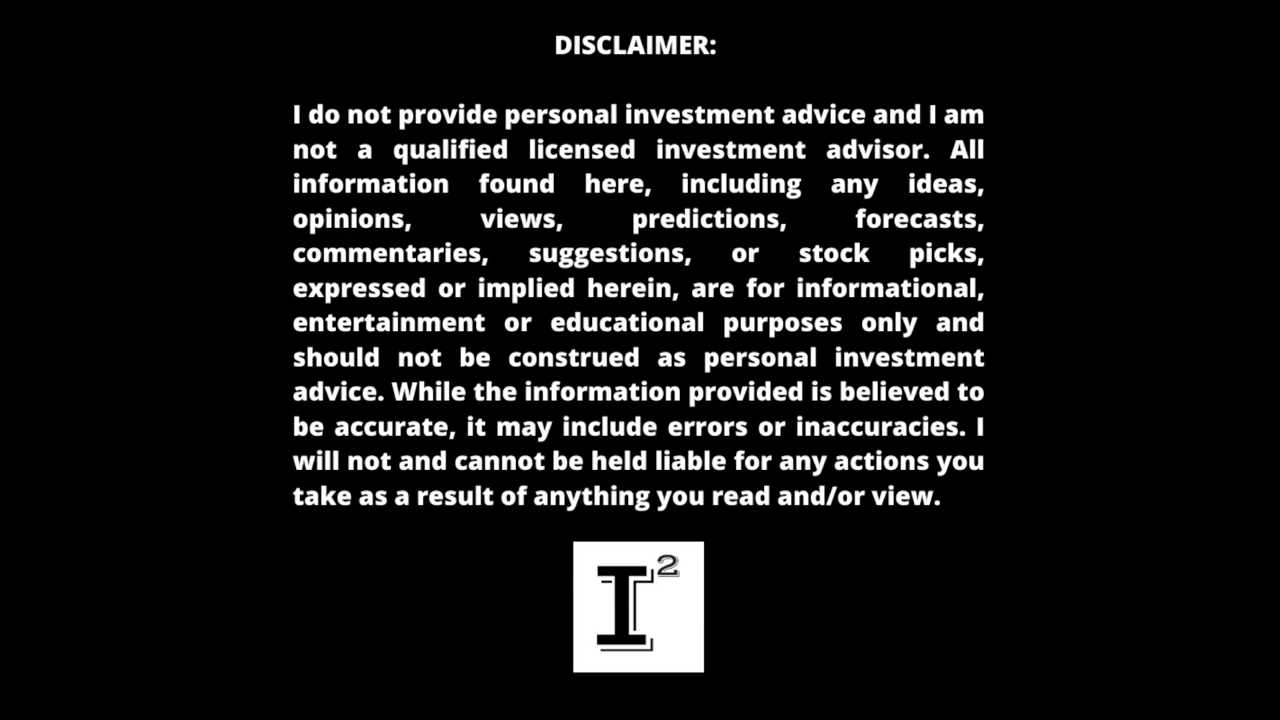 DISCLAIMER:
I do not provide personal investment advice and I am
not a qualified licensed investment advisor. All
information found here, including any ideas,
opinions, views, predictions, forecasts,
commentaries, suggestions, or stock picks,
expressed or implied herein, are for informational,
entertainment or educational purposes only and
should not be construed as personal investment
advice. While the information provided is believed to
be accurate, it may include errors or inaccuracies. I
will not and cannot be held liable for any actions you
take as a result of anything you read and/or view.
I²